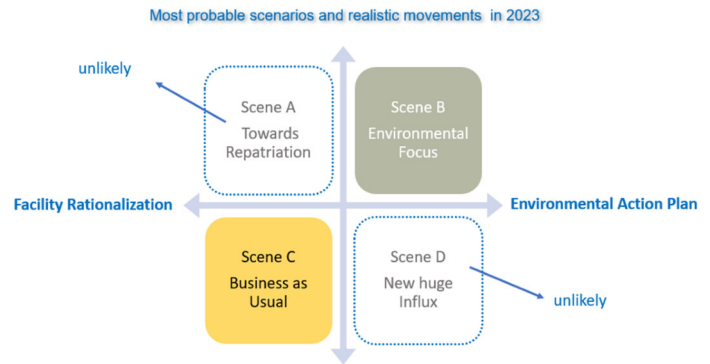 Most probable scenarios and realistic movements in 2023
unlikely
Scene A
Towards
Repatriation
Scene B
Environmental
Focus
Facility Rationalization
Environmental Action Plan
Scene C
Business as
Usual
Scene D
New huge
Influx
unlikely